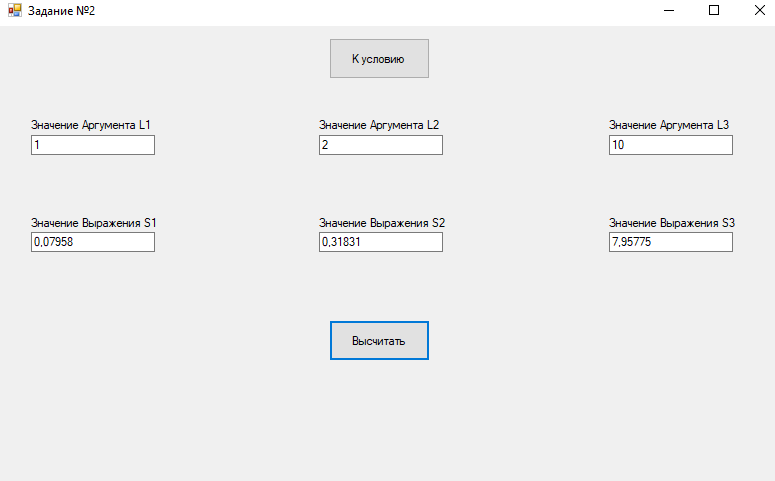 Задание №2
К условию
Значение Аргумента L1
Значение Аргумента L2
Значение Аргумента L3
1
2
10
Значение Выражения S1
Значение Выражения S2
Значение Выражения S3
0,07958
0,31831
7,95775
Высчитать